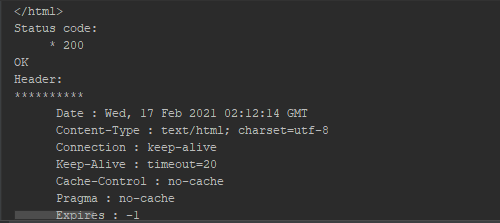 </html>
Status code:
* 200
OK
Header:
**********
Date : Wed, 17 Feb 2021 02:12:14 GMT
Content-Type : text/html; charset=utf-8
Connection : keep-alive
Keep-Alive : timeout=20
Cache-Control : no-cache
Pragma : no-cache
Expires : -1